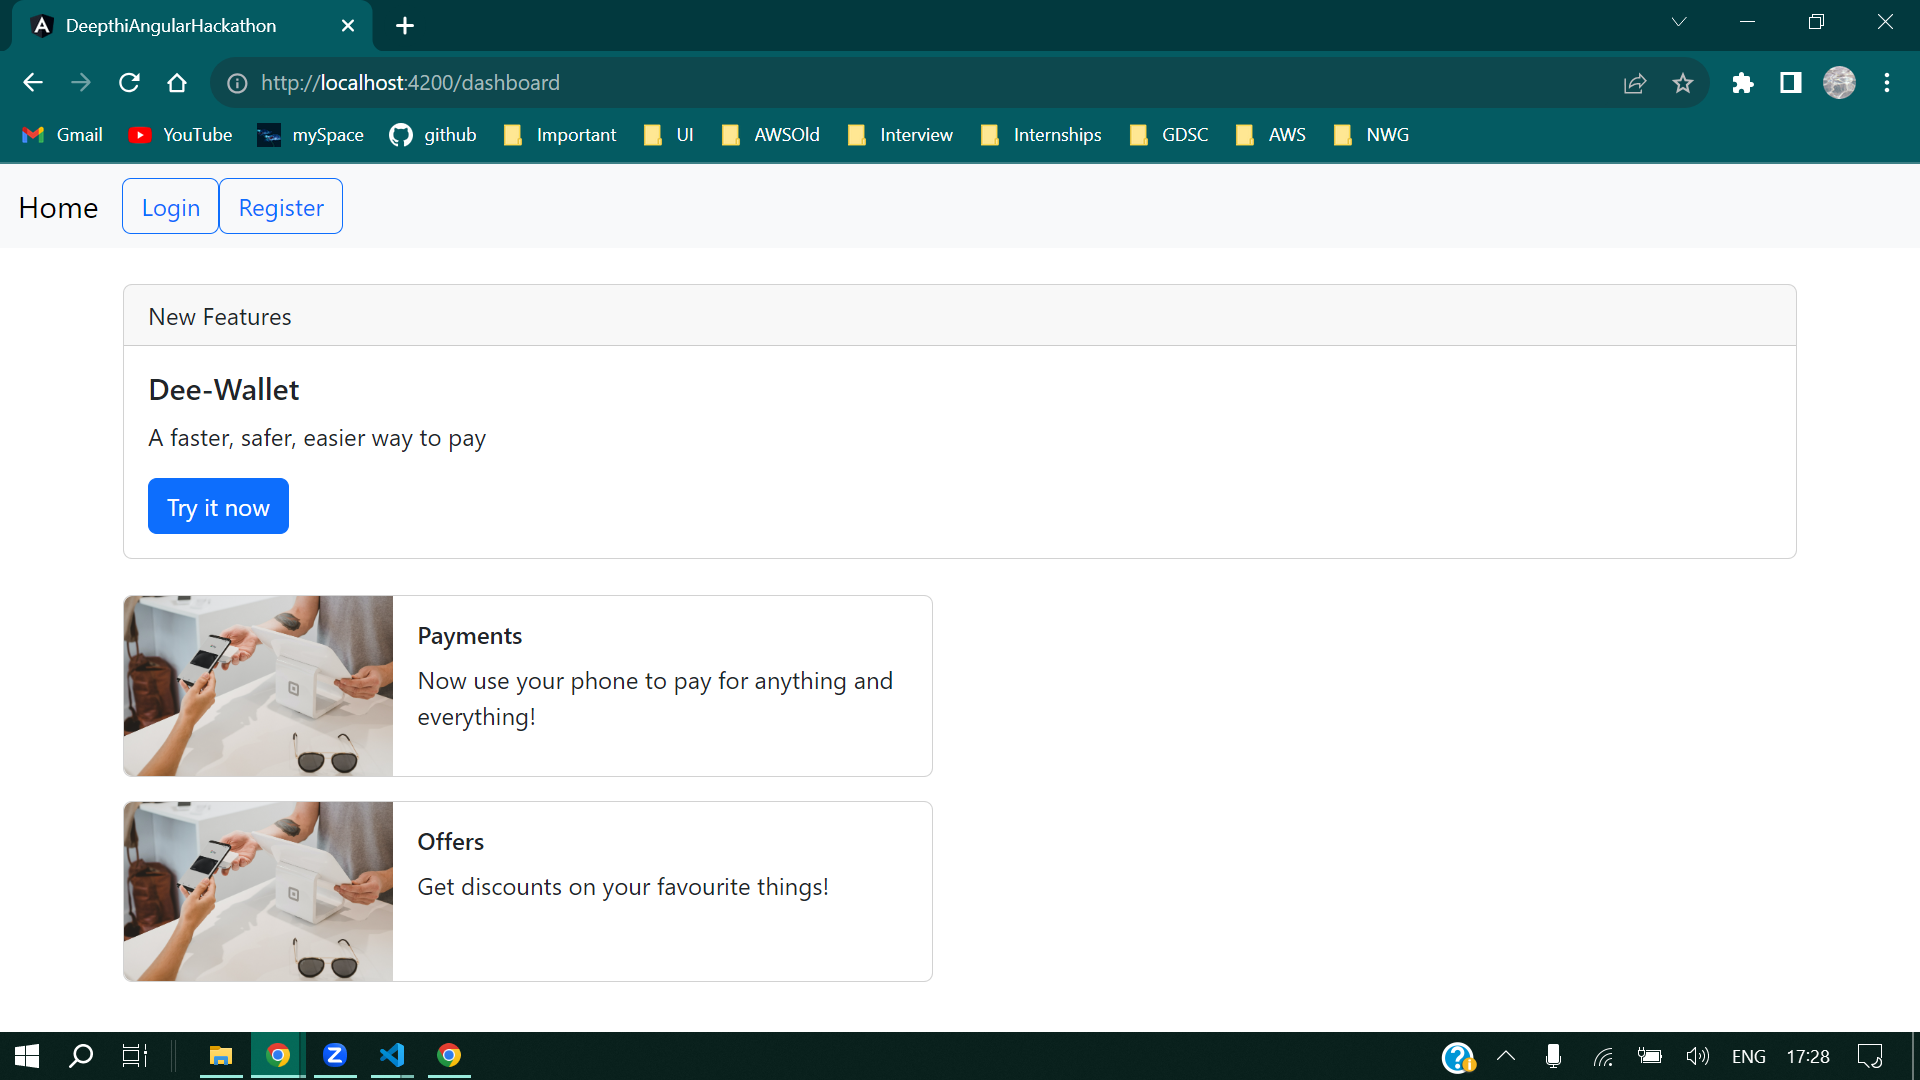 DeepthiAngularHackathon
http://localhost:4200/dashboard
Gmail YouTube mySpace github Important UI AWSOld Interview Internships GDSC AWS NWG
Home Login Register
New Features
Dee-Wallet
A faster, safer, easier way to pay
Try it now
Payments
Now use your phone to pay for anything and
everything!
Offers
Get discounts on your favourite things!
ENG 17:28